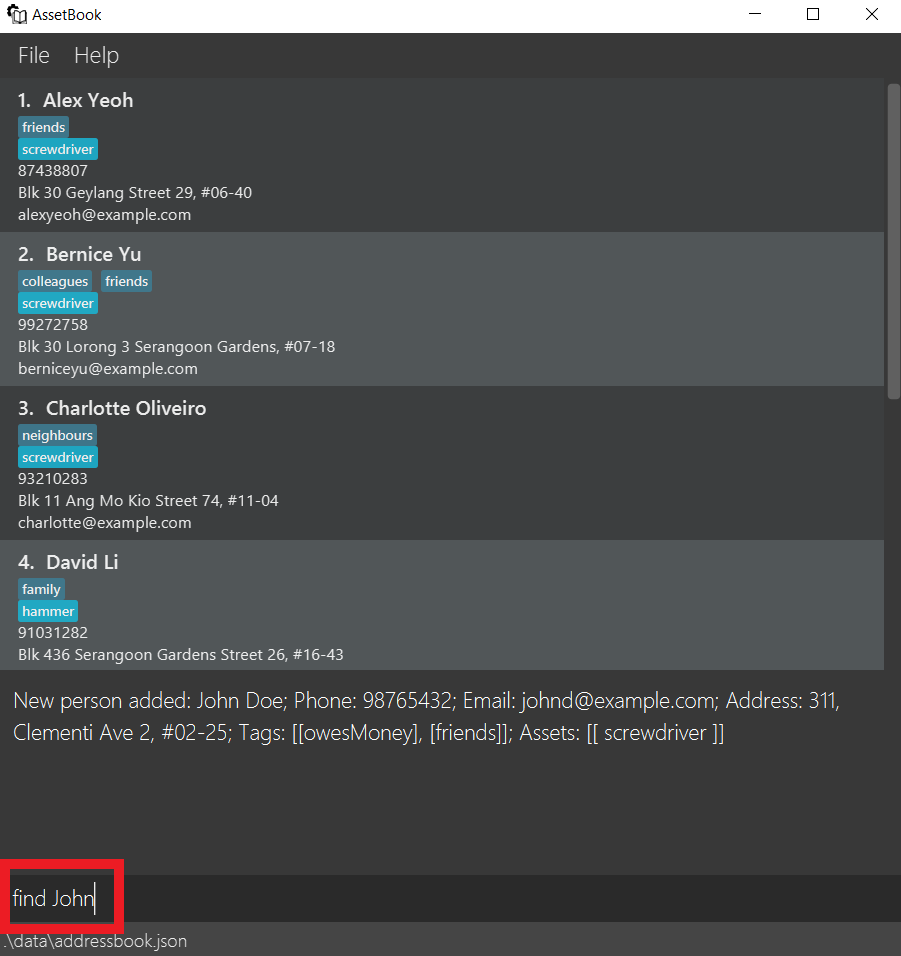 AssetBook
File Help
1. Alex Yeoh
friends
screwdriver
87438807
Blk 30 Geylang Street 29, #06-40
alexyeoh@example.com
2. Bernice Yu
colleagues friends
screwdriver
99272758
Blk 30 Lorong 3 Serangoon Gardens, #07-18
berniceyu@example.com
3. Charlotte Oliveiro
neighbours
screwdriver
93210283
Blk 11 Ang Mo Kio Street 74, #11-04
charlotte@example.com
4. David Li
family
hammer
91031282
Blk 436 Serangoon Gardens Street 26, #16-43
New person added: John Doe; Phone: 98765432; Email: johnd@example.com; Address: 311,
Clementi Ave 2, #02-25; Tags: [[owesMoney], [friends]]; Assets: [[ screwdriver ]]
find John
.\data\addressbook.json